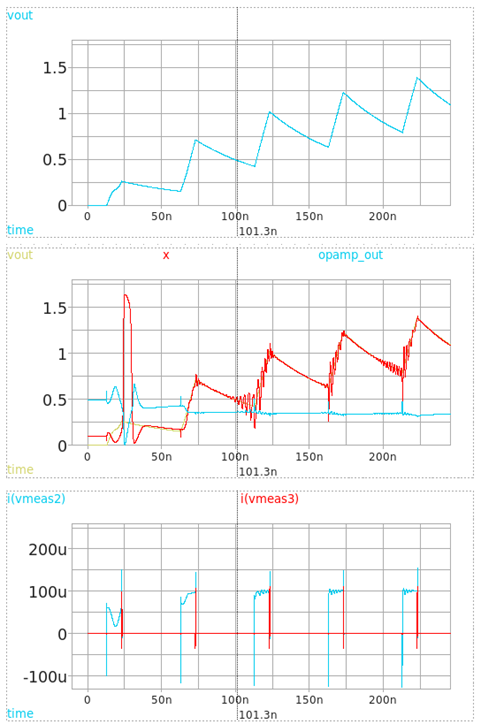 vout
1.5
1
0.5
0
0 50n 100n 150n 200n
time 101.3n
vout x opamp_out
1.5
1
0.5
0
0 50n 100n 150n 200n
time 101.3n
i(vmeas2) i(vmeas3)
200u
100u
0
-100u
0 50n 100n 150n 200n
time 101.3n